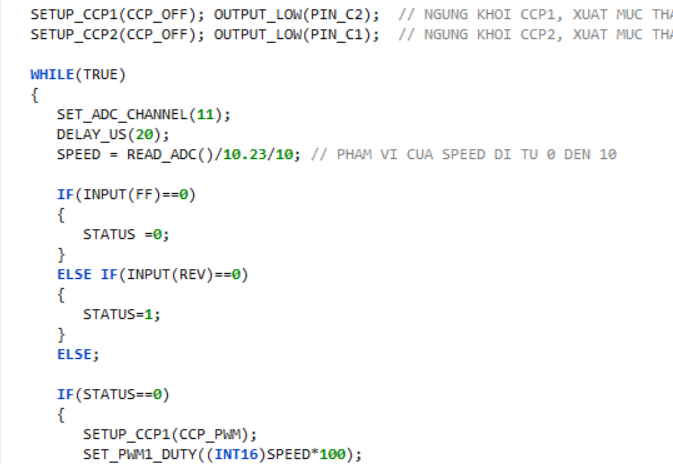 SETUP_CCP1(CCP_OFF); OUTPUT_LOW(PIN_C2); // NGUNG KHOI CCP1, XUAT MUC
SETUP_CCP2(CCP_OFF); OUTPUT_LOW(PIN_C1); // NGUNG KHOI CCP2, XUAT MUC
WHILE(TRUE)
{
SET_ADC_CHANNEL(11);
DELAY_US(20);
SPEED = READ_ADC()/10.23/10; // PHAM VI CUA SPEED DI TU 0 DEN 10
IF(INPUT(FF)==0)
{
STATUS =0;
}
ELSE IF(INPUT(REV)==0)
{
STATUS=1;
}
ELSE;
IF(STATUS==0)
{
SETUP_CCP1(CCP_PWM);
SET_PWM1_DUTY((INT16)SPEED*100);